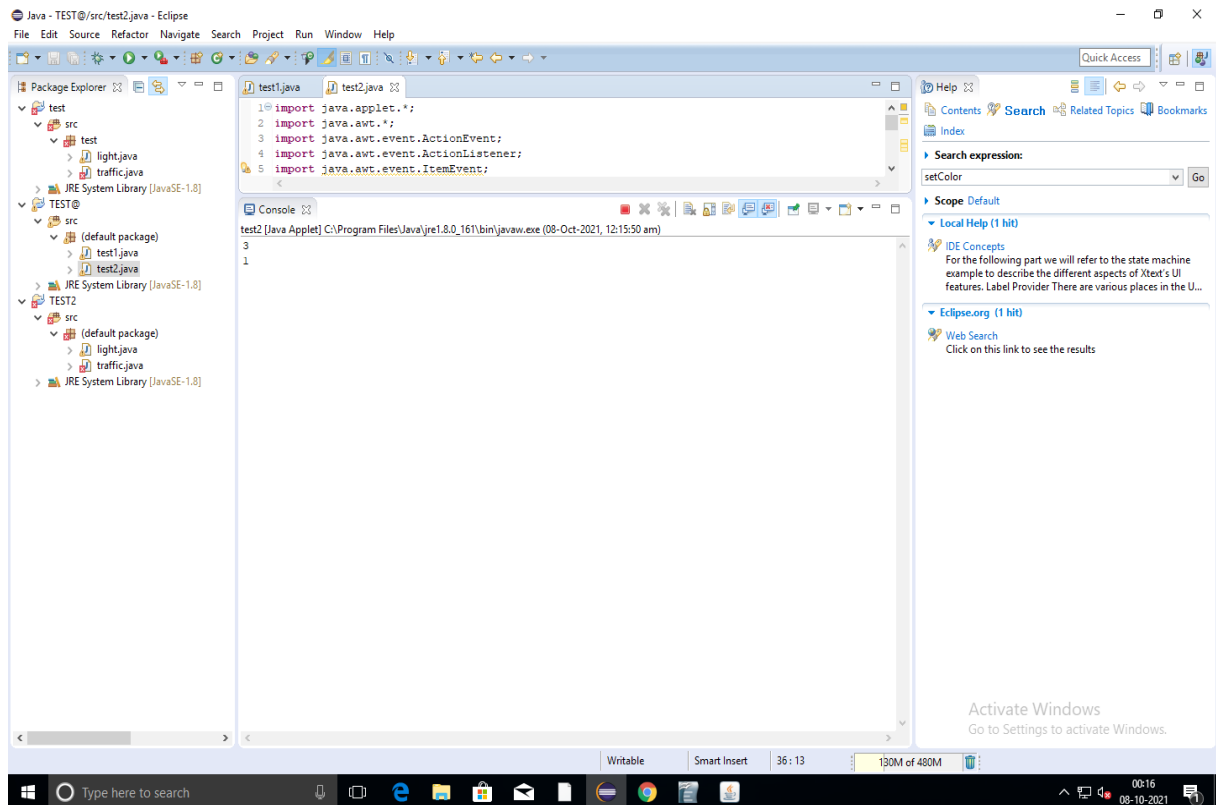 Java - TEST@/src/test2.java - Eclipse
File Edit Source Refactor Navigate Search Project Run Window Help
Quick Access
Package Explorer
test
src
test
light.java
traffic.java
JRE System Library [JavaSE-1.8]
TEST@
src
(default package)
test1.java
test2.java
JRE System Library [JavaSE-1.8]
TEST2
src
(default package)
light.java
traffic.java
JRE System Library [JavaSE-1.8]
test1.java test2.java
1 import java.applet.*;
2 import java.awt.*;
3 import java.awt.event.ActionEvent;
4 import java.awt.event.ActionListener;
5 import java.awt.event.ItemEvent;
Console
test2 [Java Applet] C:\Program Files\Java\jre1.8.0_161\bin\javaw.exe (08-Oct-2021, 12:15:50 am)
3
1
Help
Contents Search Related Topics Bookmarks
Index
Search expression:
setColor Go
Scope Default
Local Help (1 hit)
IDE Concepts
For the following part we will refer to the state machine
example to describe the different aspects of Xtext's UI
features. Label Provider There are various places in the U...
Eclipse.org (1 hit)
Web Search
Click on this link to see the results
Activate Windows
Go to Settings to activate Windows.
Writable Smart Insert 36 : 13 130M of 480M
Type here to search
00:16
08-10-2021
1